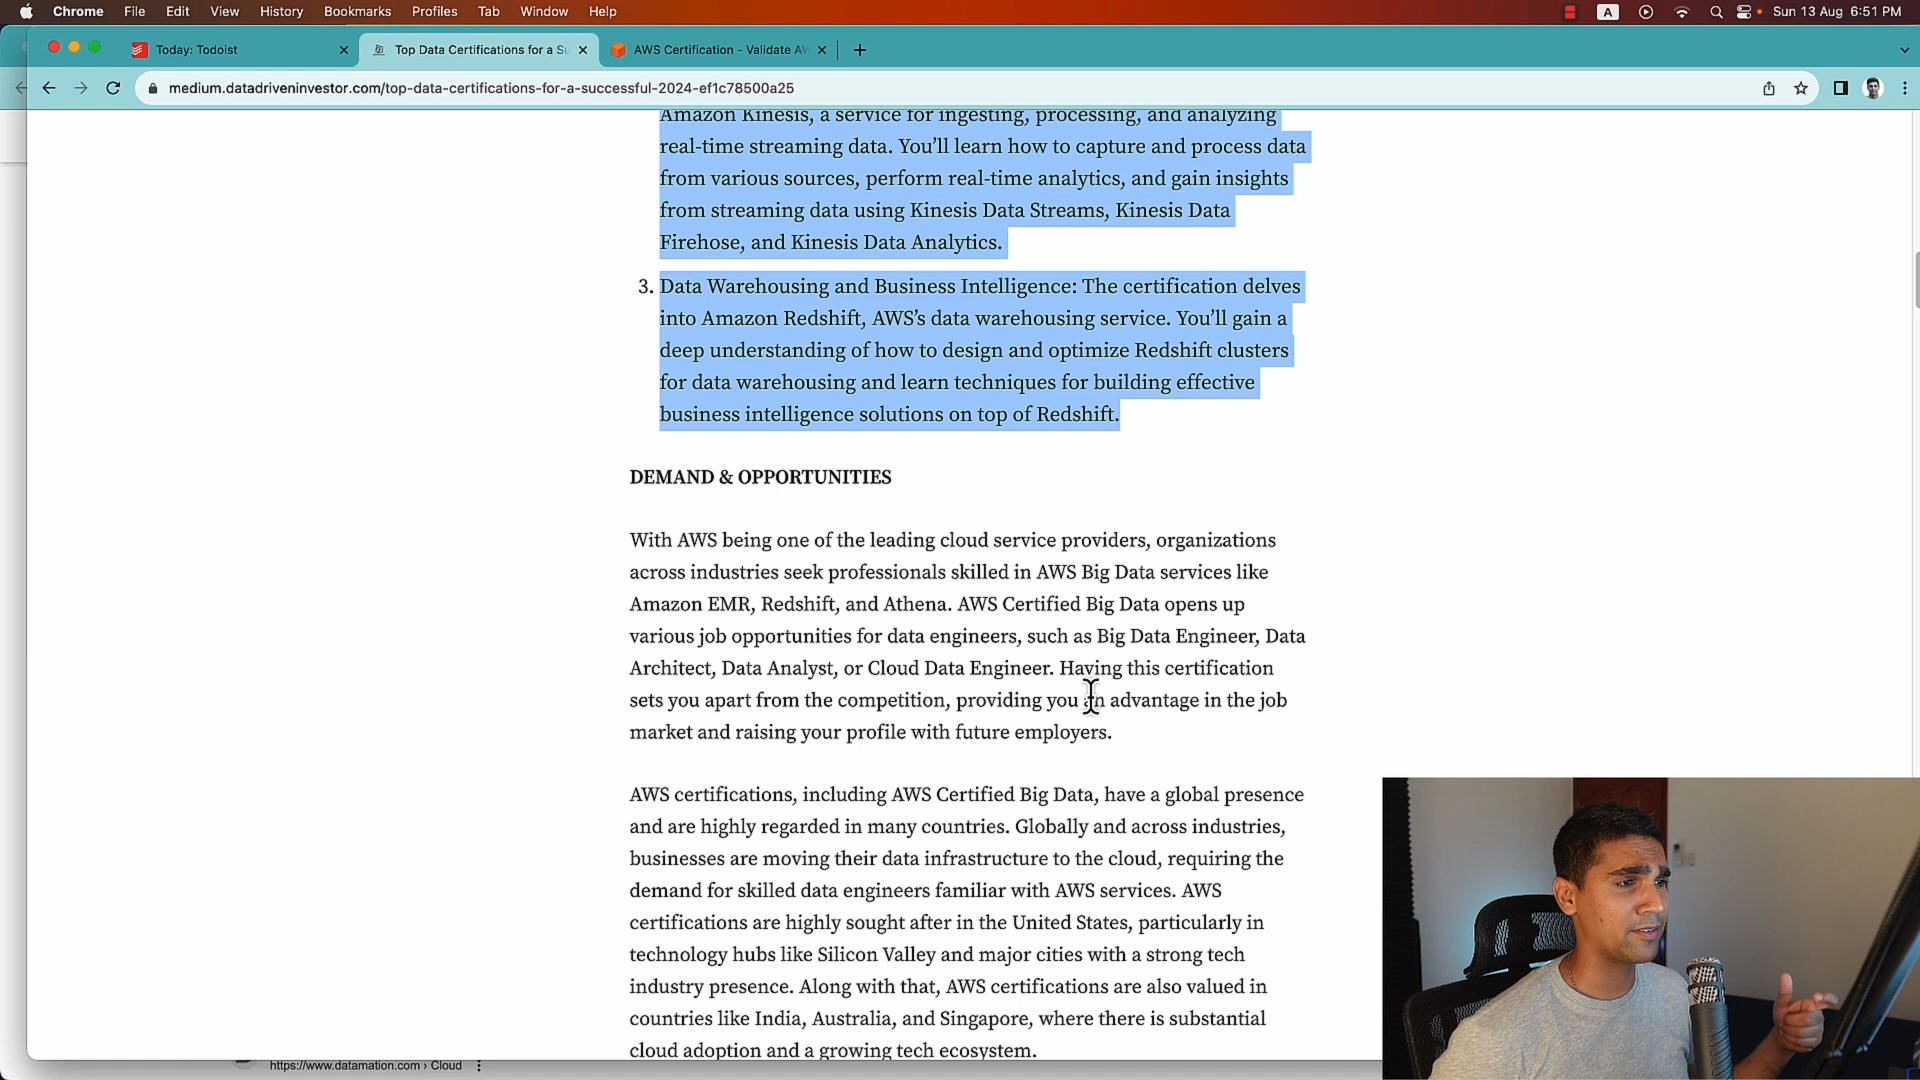 Chrome File Edit View History Bookmarks Profiles Tab Window Help
A
Sun 13 Aug 6:51 PM
Today: Todoist
Top Data Certifications for a Su
AWS Certification - Validate AW
medium.datadriveninvestor.com/top-data-certifications-for-a-successful-2024-ef1c78500a25
Amazon Kinesis, a service for ingesting, processing, and analyzing
real-time streaming data. You’ll learn how to capture and process data
from various sources, perform real-time analytics, and gain insights
from streaming data using Kinesis Data Streams, Kinesis Data
Firehose, and Kinesis Data Analytics.
3. Data Warehousing and Business Intelligence: The certification delves
into Amazon Redshift, AWS’s data warehousing service. You’ll gain a
deep understanding of how to design and optimize Redshift clusters
for data warehousing and learn techniques for building effective
business intelligence solutions on top of Redshift.
DEMAND & OPPORTUNITIES
With AWS being one of the leading cloud service providers, organizations
across industries seek professionals skilled in AWS Big Data services like
Amazon EMR, Redshift, and Athena. AWS Certified Big Data opens up
various job opportunities for data engineers, such as Big Data Engineer, Data
Architect, Data Analyst, or Cloud Data Engineer. Having this certification
sets you apart from the competition, providing you an advantage in the job
market and raising your profile with future employers.
AWS certifications, including AWS Certified Big Data, have a global presence
and are highly regarded in many countries. Globally and across industries,
businesses are moving their data infrastructure to the cloud, requiring the
demand for skilled data engineers familiar with AWS services. AWS
certifications are highly sought after in the United States, particularly in
technology hubs like Silicon Valley and major cities with a strong tech
industry presence. Along with that, AWS certifications are also valued in
countries like India, Australia, and Singapore, where there is substantial
cloud adoption and a growing tech ecosystem.
https://www.datamation.com › Cloud